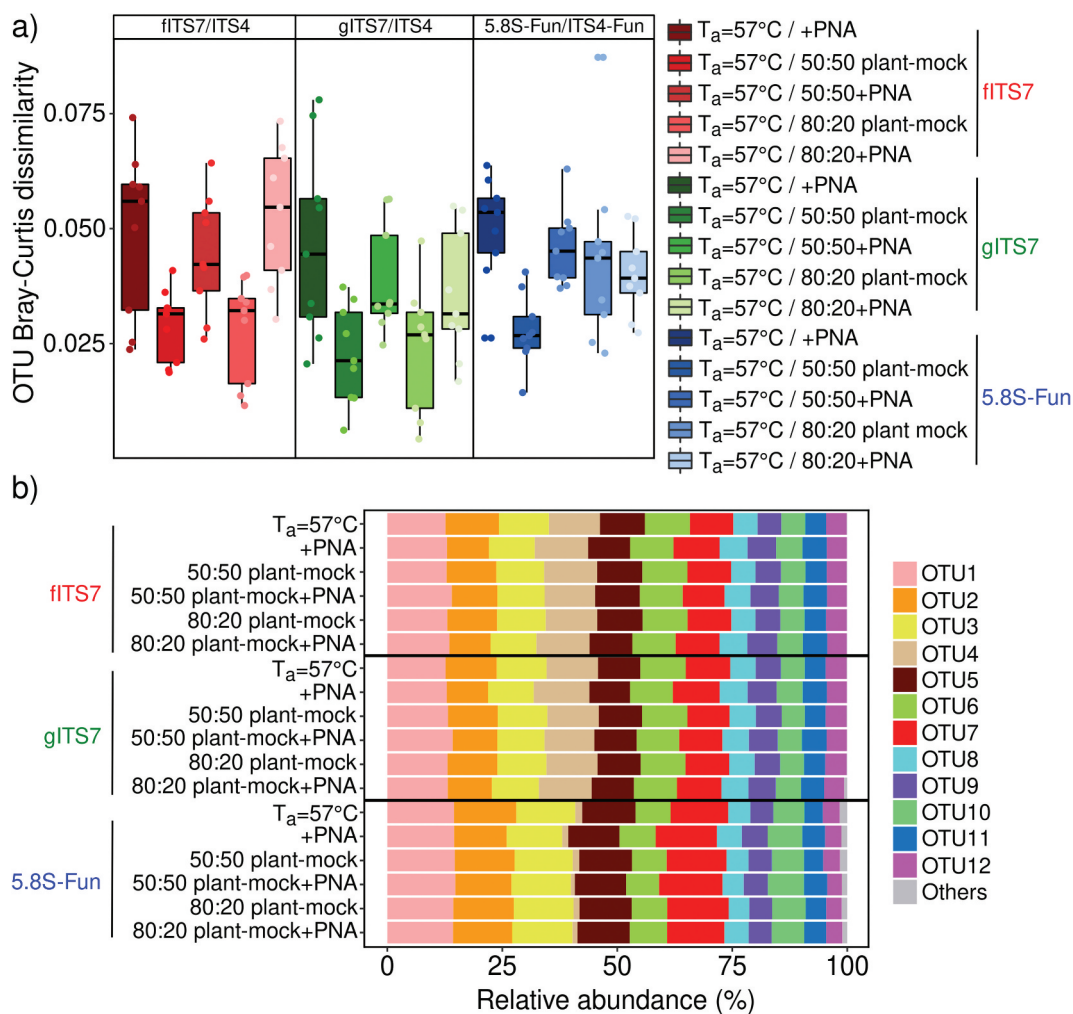 a)
fITS7/ITS4
gITS7/ITS4
5.8S-Fun/ITS4-Fun
OTU Bray-Curtis dissimilarity
0.075
0.050
0.025
Ta=57°C / +PNA
Ta=57°C / 50:50 plant-mock
Ta=57°C / 50:50+PNA
Ta=57°C / 80:20 plant-mock
Ta=57°C / 80:20+PNA
fITS7
Ta=57°C / +PNA
Ta=57°C / 50:50 plant-mock
Ta=57°C / 50:50+PNA
Ta=57°C / 80:20 plant-mock
Ta=57°C / 80:20+PNA
gITS7
Ta=57°C / +PNA
Ta=57°C / 50:50 plant-mock
Ta=57°C / 50:50+PNA
Ta=57°C / 80:20 plant mock
Ta=57°C / 80:20+PNA
5.8S-Fun
b)
fITS7
Ta=57°C
+PNA
50:50 plant-mock
50:50 plant-mock+PNA
80:20 plant-mock
80:20 plant-mock+PNA
gITS7
Ta=57°C
+PNA
50:50 plant-mock
50:50 plant-mock+PNA
80:20 plant-mock
80:20 plant-mock+PNA
5.8S-Fun
Ta=57°C
+PNA
50:50 plant-mock
50:50 plant-mock+PNA
80:20 plant-mock
80:20 plant-mock+PNA
0
25
50
75
100
Relative abundance (%)
OTU1
OTU2
OTU3
OTU4
OTU5
OTU6
OTU7
OTU8
OTU9
OTU10
OTU11
OTU12
Others